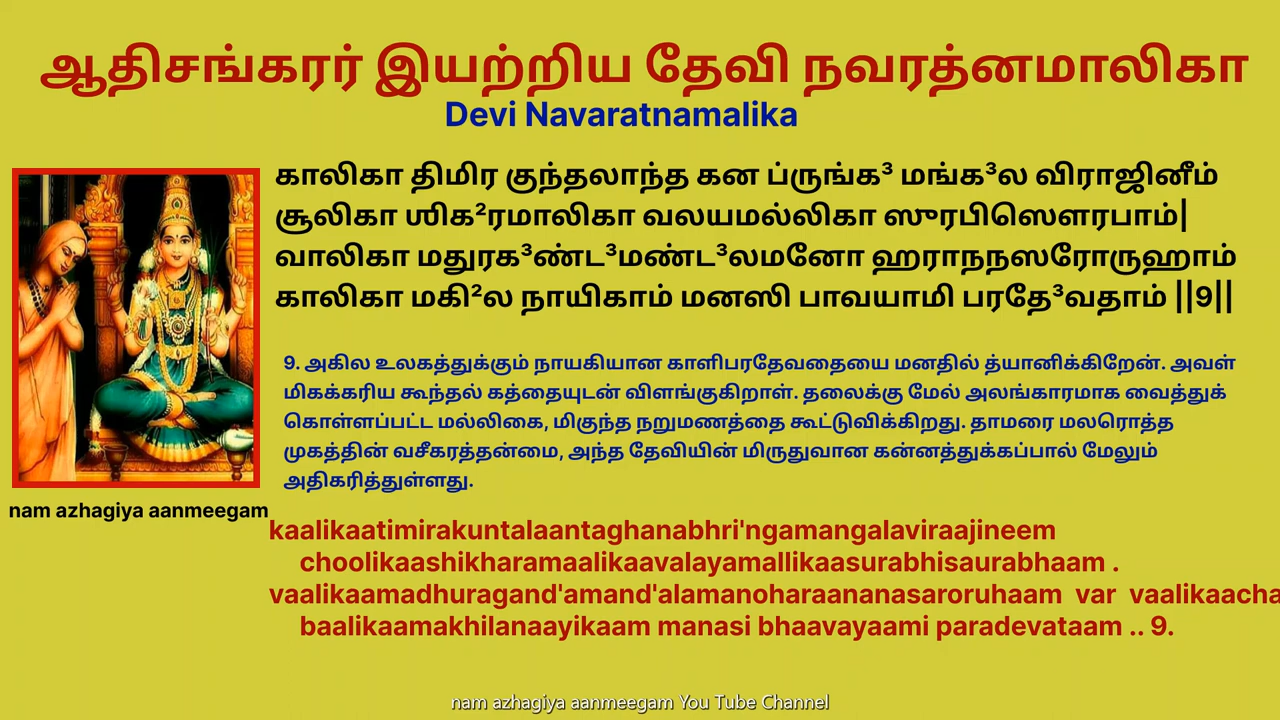 ஆதிசங்கரர் இயற்றிய தேவி நவரத்னமாலிகா
Devi Navaratnamalika
காலிகா திமிர குந்தலாந்த கன ப்ருங்க³ மங்க³ல விராஜினீம்
சூலிகா ஶிக²ரமாலிகா வலயமல்லிகா ஸுரபிஸௌரபாம்|
வாலிகா மதுரக³ண்ட³மண்ட³லமனோ ஹராநநஸரோருஹாம்
காலிகா மகி²ல நாயிகாம் மனஸி பாவயாமி பரதே³வதாம் ||9||
9. அகில உலகத்துக்கும் நாயகியான காளிபரதேவதையை மனதில் த்யானிக்கிறேன். அவள்
மிகக்கரிய கூந்தல் கத்தையுடன் விளங்குகிறாள். தலைக்கு மேல் அலங்காரமாக வைத்துக்
கொள்ளப்பட்ட மல்லிகை, மிகுந்த நறுமணத்தை கூட்டுவிக்கிறது. தாமரை மலரொத்த
முகத்தின் வசீகரத்தன்மை, அந்த தேவியின் மிருதுவான கன்னத்துக்கப்பால் மேலும்
அதிகரித்துள்ளது.
nam azhagiya aanmeegam
kaalikaatimirakuntalaantaghanabhri'ngamangalaviraajineem
choolikaashikharamaalikaavalayamallikaasurabhisaurabhaam .
vaalikaamadhuragand'amand'alamanoharaananasaroruhaam var vaalikaacha
baalikaamakhilanaayikaam manasi bhaavayaami paradevataam .. 9.
nam azhagiya aanmeegam You Tube Channel